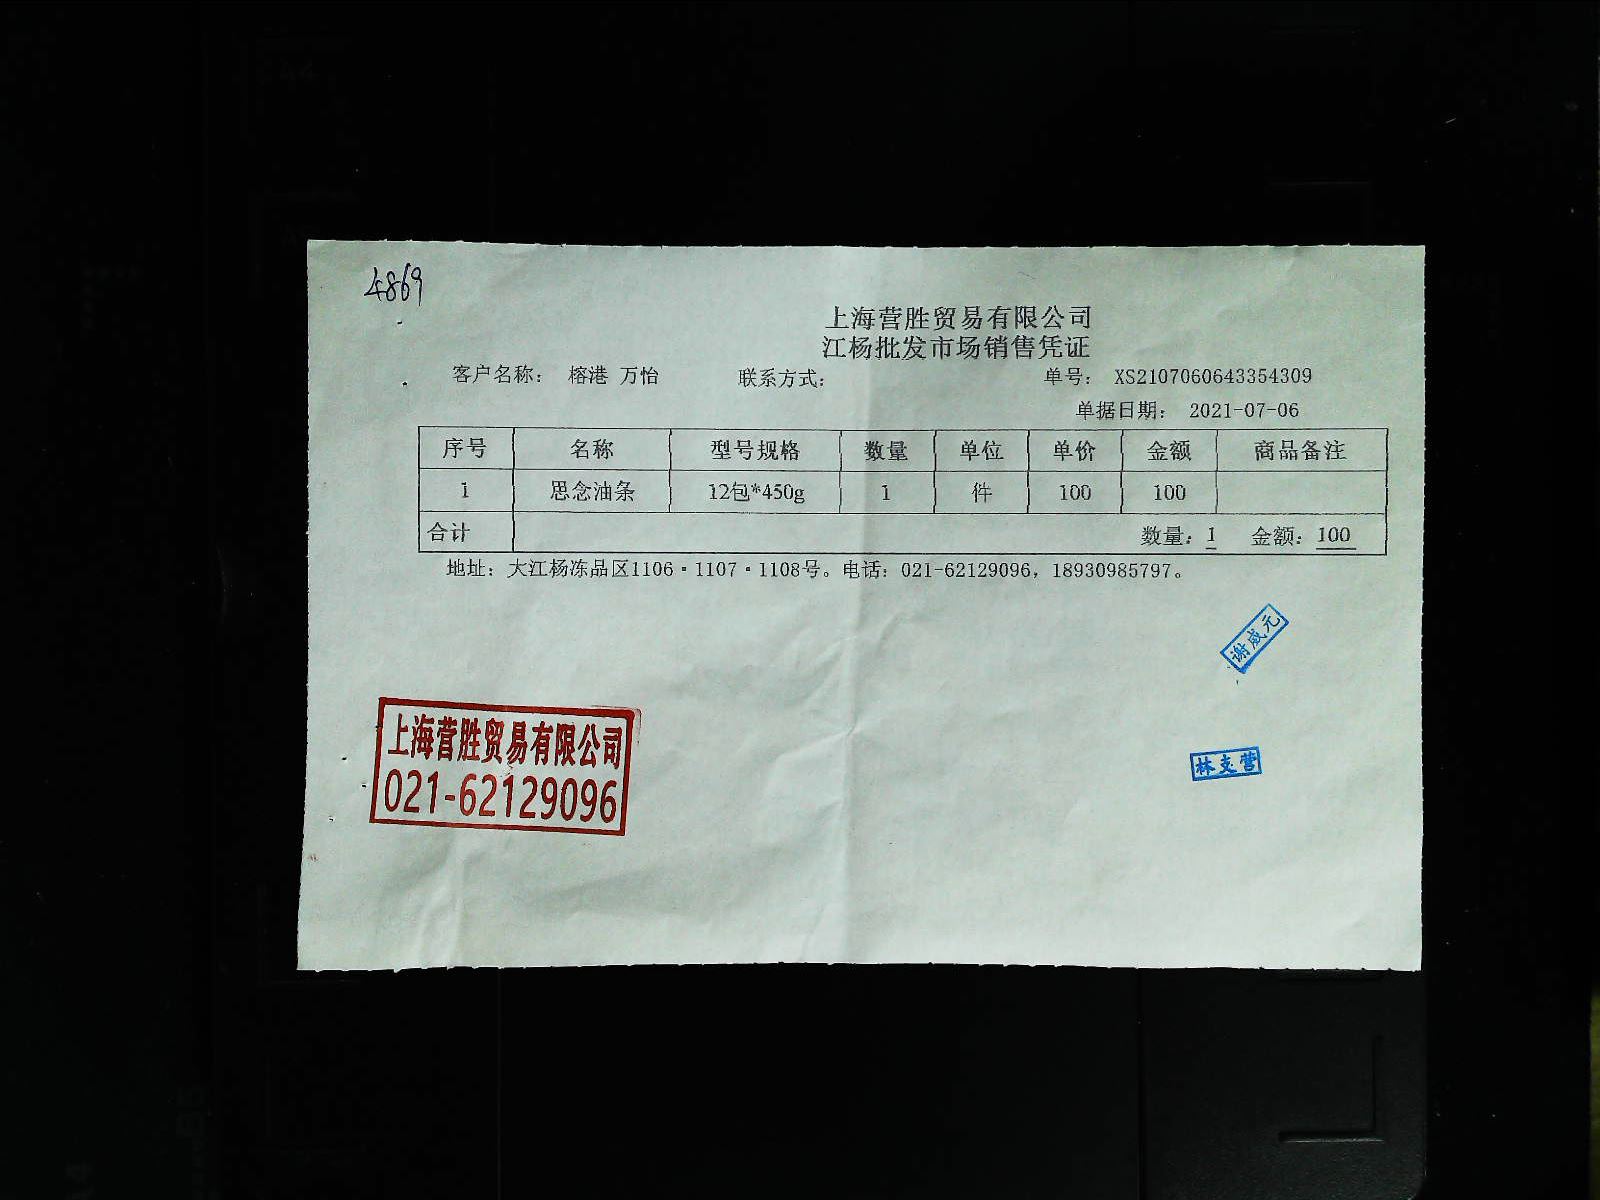 4869
上海营胜贸易有限公司
江杨批发市场销售凭证
客户名称： 榕港 万怡 联系方式： 单号： XS2107060643354309
单据日期： 2021-07-06
序号 名称 型号规格 数量 单位 单价 金额 商品备注
1 思念油条 12包*450g 1 件 100 100
合计 数量：1 金额：100
地址：大江杨冻品区1106·1107·1108号。电话：021-62129096，18930985797。
谢咸元
上海营胜贸易有限公司
021-62129096
林支营